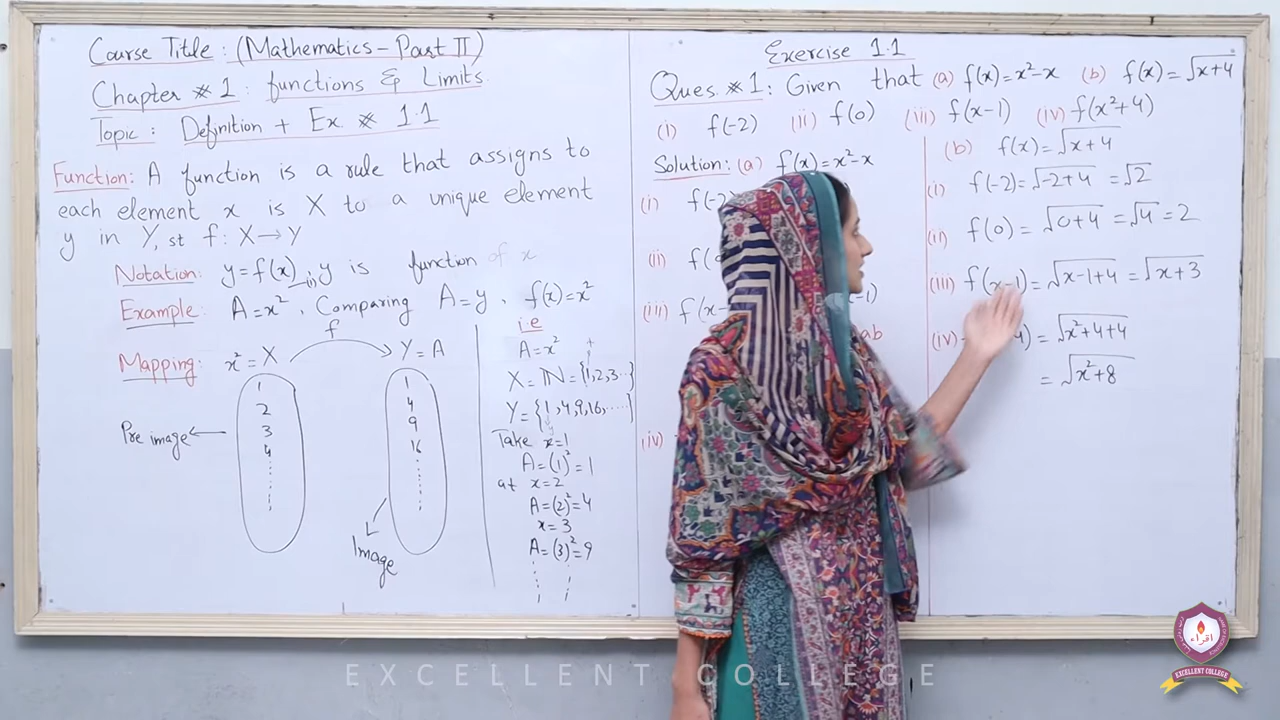 Course Title: (Mathematics - Part II)
Chapter # 1: functions & Limits
Topic: Definition + Ex. # 1.1
Function: A function is a rule that assigns to
each element x is X to a unique element
y in Y, st f: X→Y
Notation: y=f(x), y is function of x
Example: A=x². Comparing A=y, f(x)=x²
Mapping: x²=X f Y=A
1
2
3
4
1
4
9
16
Pre image
Image
i.e
A=x²
X=ℕ={1,2,3...}
Y={1,4,9,16,.....}
Take x=1
A=(1)²=1
at x=2
A=(2)²=4
x=3
A=(3)²=9
Exercise 1.1
Ques. # 1: Given that (a) f(x)=x²-x (b) f(x)=√x+4
(i) f(-2) (ii) f(0) (iii) f(x-1) (iv) f(x²+4)
Solution: (a) f(x)=x²-x
(i) f(-2)
(ii) f(
(iii) f(x- -1)
ab
(iv)
(b) f(x)=√x+4
(i) f(-2)=√-2+4 =√2
(ii) f(0)=√0+4 =√4=2
(iii) f(x-1)=√x-1+4 =√x+3
(iv) 4)=√x²+4+4
=√x²+8
EXCELLENT COLLEGE
اقراء
EXCELLENT COLLEGE